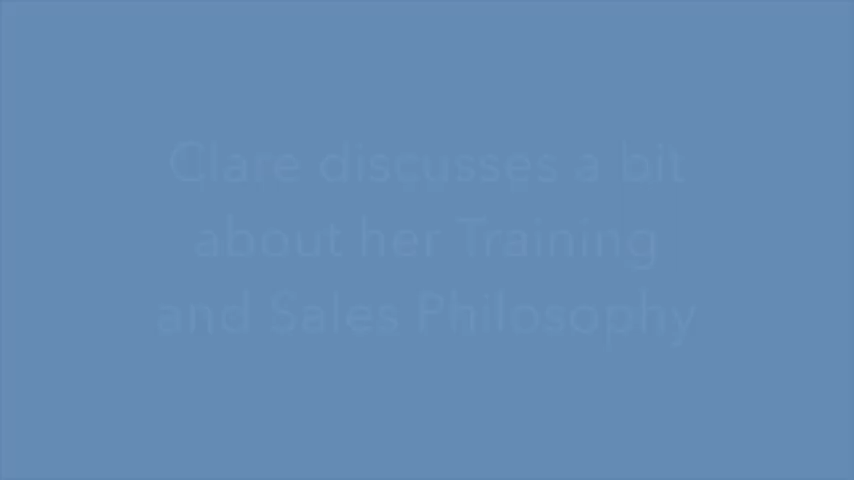 Clare discusses a bit
about her Training
and Sales Philosophy